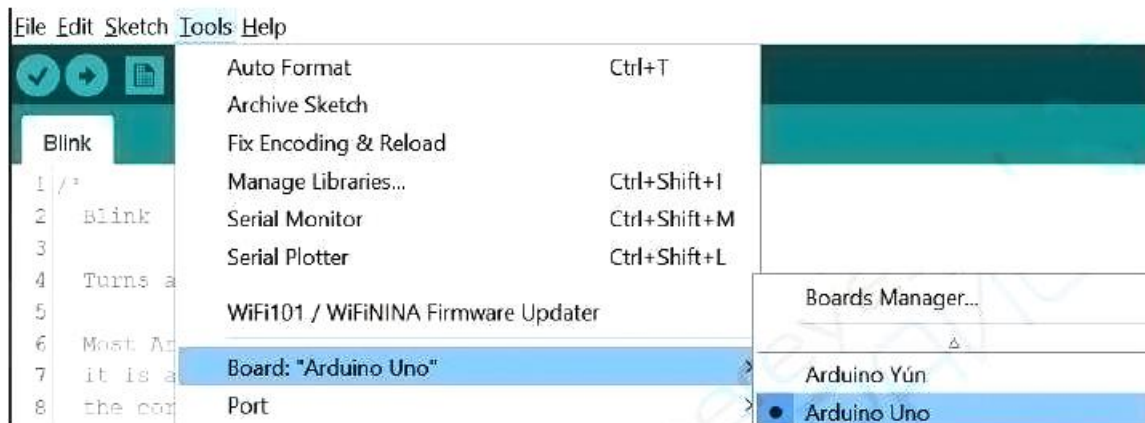 File Edit Sketch Tools Help
Auto Format Ctrl+T
Archive Sketch
Blink
Fix Encoding & Reload
1 /*
Manage Libraries... Ctrl+Shift+I
2 Blink
Serial Monitor Ctrl+Shift+M
3
Serial Plotter Ctrl+Shift+L
4 Turns a
5
WiFi101 / WiFiNINA Firmware Updater
Boards Manager...
6 Most Ar
7 it is a
Board: "Arduino Uno"
Arduino Yún
8 the cor
Port
Arduino Uno